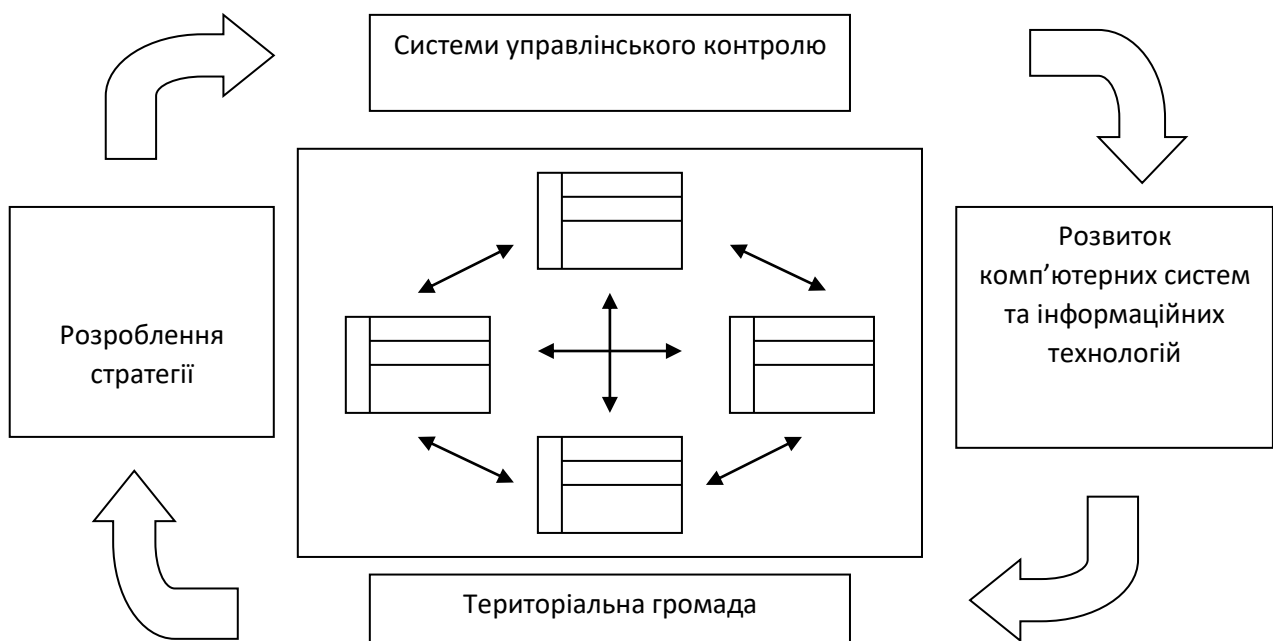 Системи управлінського контролю
Розроблення
стратегії
Розвиток
комп’ютерних систем
та інформаційних
технологій
Територіальна громада